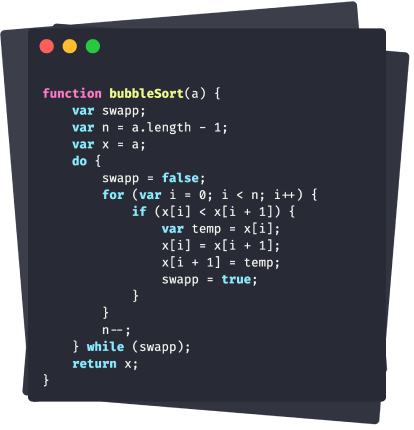 function bubbleSort(a) {
    var swapp;
    var n = a.length - 1;
    var x = a;
    do {
        swapp = false;
        for (var i = 0; i < n; i++) {
            if (x[i] < x[i + 1]) {
                var temp = x[i];
                x[i] = x[i + 1];
                x[i + 1] = temp;
                swapp = true;
            }
        }
        n--;
    } while (swapp);
    return x;
}